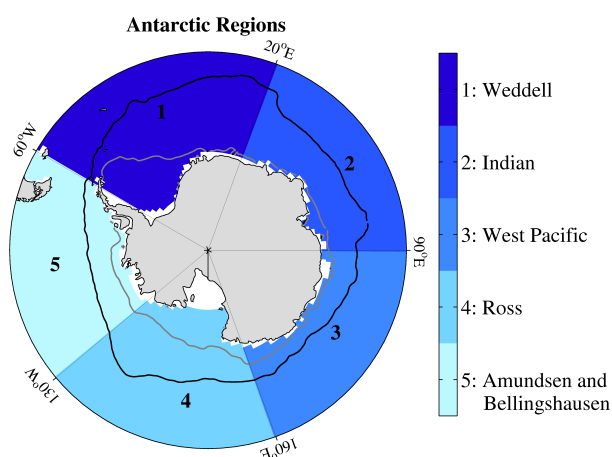 Antarctic Regions
20°E
60°W
1
2
90°E
5
3
4
130°W
160°E
1: Weddell
2: Indian
3: West Pacific
4: Ross
5: Amundsen and
Bellingshausen